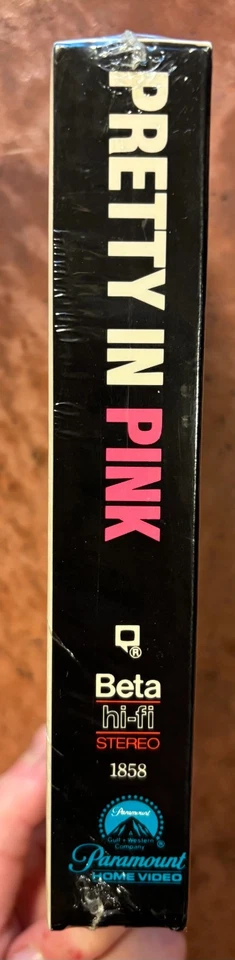 PRETTY IN PINK
®
Beta
hi-fi
STEREO
1858
Paramount
Gulf + Western
Company
Paramount
HOME VIDEO